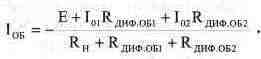 I_ОБ = - (E + I_01 R_ДИФ.ОБ1 + I_02 R_ДИФ.ОБ2) / (R_Н + R_ДИФ.ОБ1 + R_ДИФ.ОБ2) ,